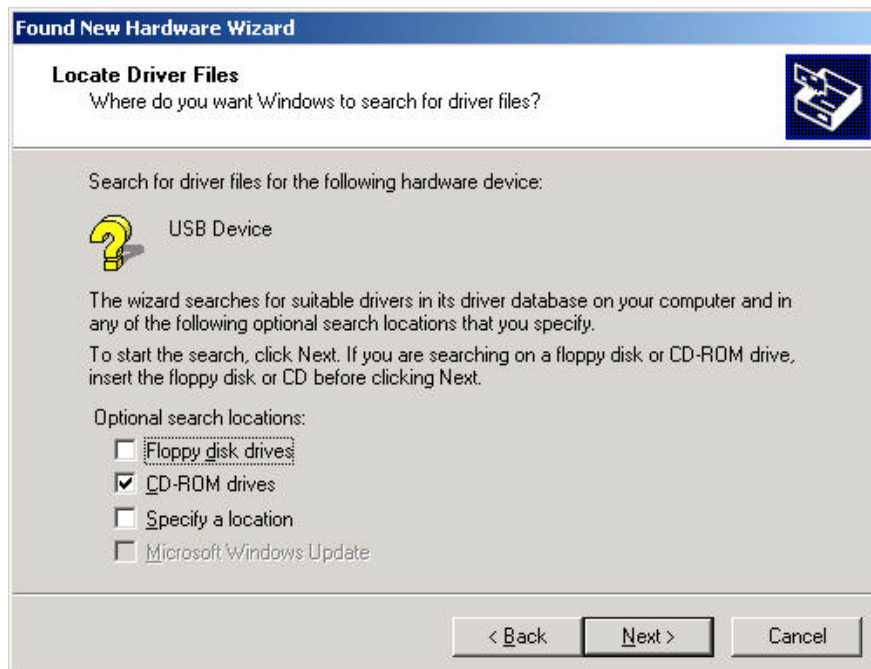 Found New Hardware Wizard
Locate Driver Files
Where do you want Windows to search for driver files?
Search for driver files for the following hardware device:
USB Device
The wizard searches for suitable drivers in its driver database on your computer and in
any of the following optional search locations that you specify.
To start the search, click Next. If you are searching on a floppy disk or CD-ROM drive,
insert the floppy disk or CD before clicking Next.
Optional search locations:
Floppy disk drives
CD-ROM drives
Specify a location
Microsoft Windows Update
< Back Next > Cancel